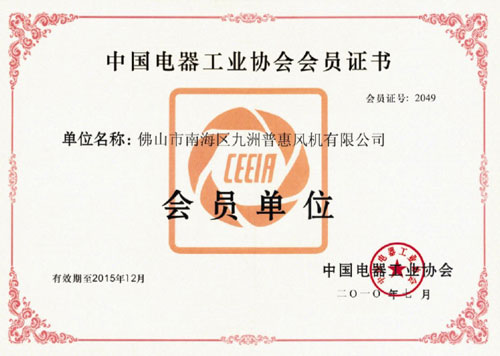 中国电器工业协会会员证书
会员证号: 2049
单位名称: 佛山市南海区九洲普惠风机有限公司
CEEIA
会员单位
中国电器工业协会
有效期至2015年12月
二〇一〇年七月